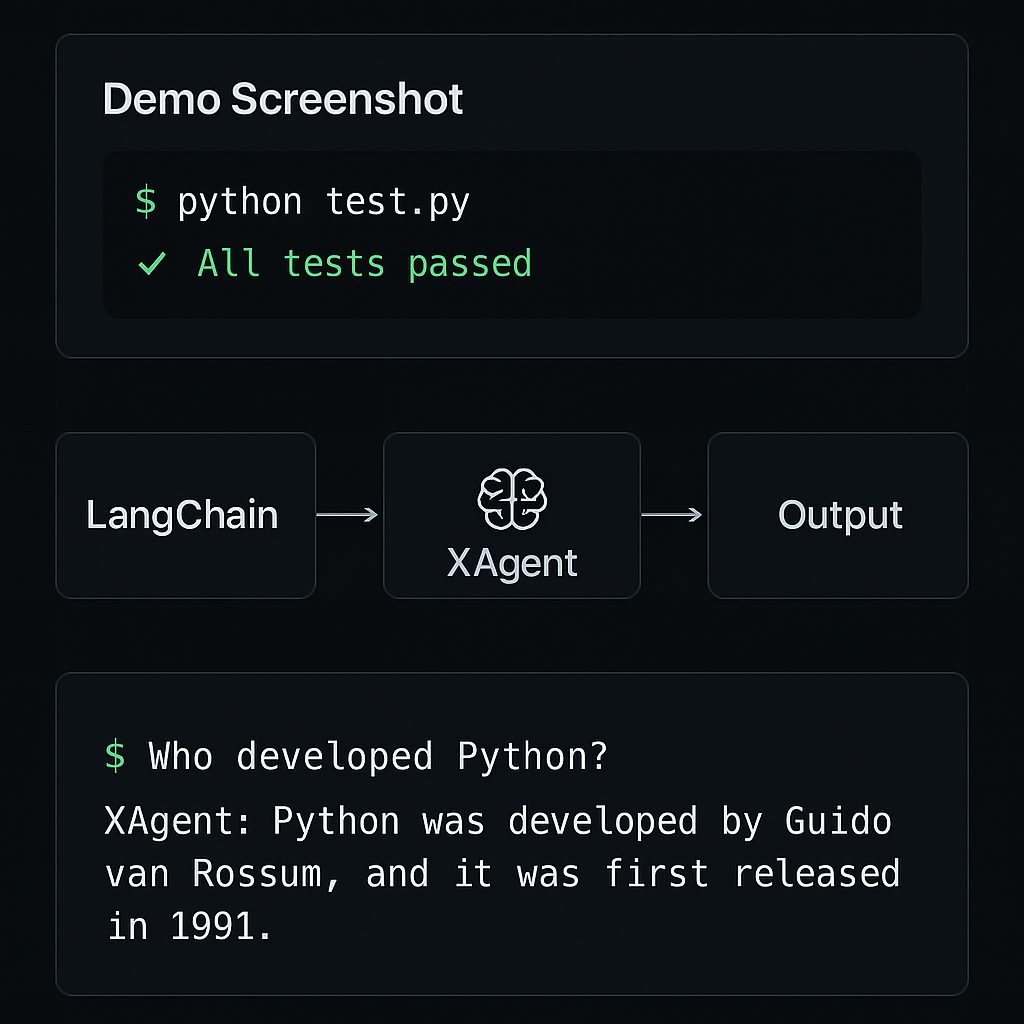 Demo Screenshot
$ python test.py
✓ All tests passed
LangChain
XAgent
Output
$ Who developed Python?
XAgent: Python was developed by Guido
van Rossum, and it was first released
in 1991.